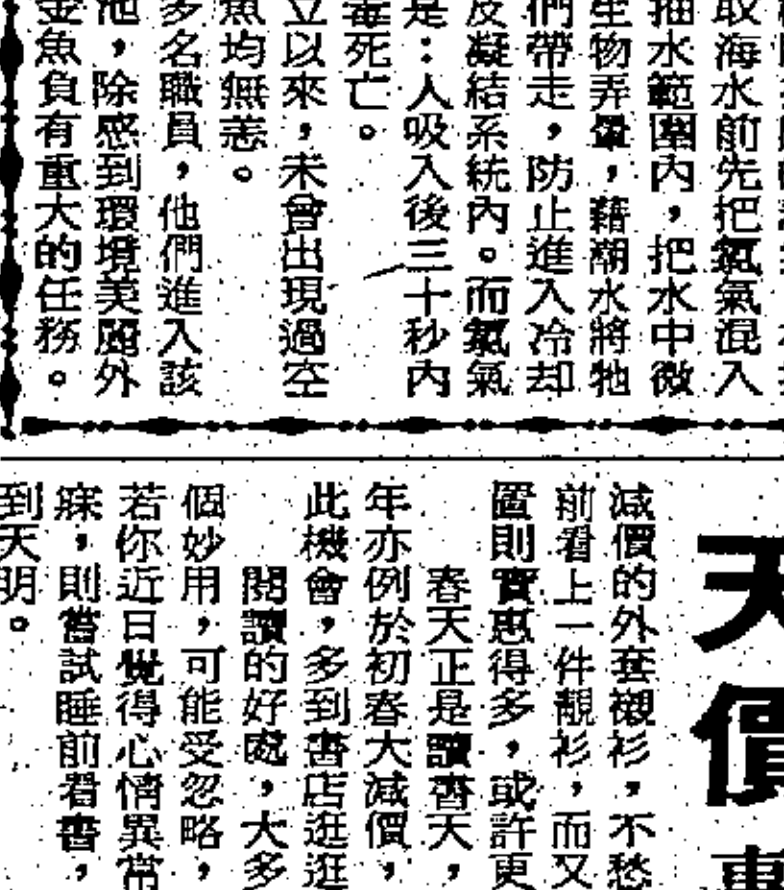 取海水前先把氯氣混入
抽水範圍內，把水中微
生物弄暈，藉潮水將牠
們帶走，防止進入冷却
反凝結系統內。而氯氣
是：人吸入後三十秒內
毒死亡。
立以來，未曾出現過空
魚均無恙。
多名職員，他們進入該
池，除感到環境美麗外
金魚負有重大的任務。
天價
減價的外套襯衫，不愁
前看上一件靚衫，而又
置則實惠得多，或許更
春天正是讀書天，
年亦例於初春大減價，
此機會，多到書店逛逛
閱讀的好處，大多
個妙用，可能受忽略，
若你近日覺得心情異常
寐，則嘗試睡前看書，
到天明。